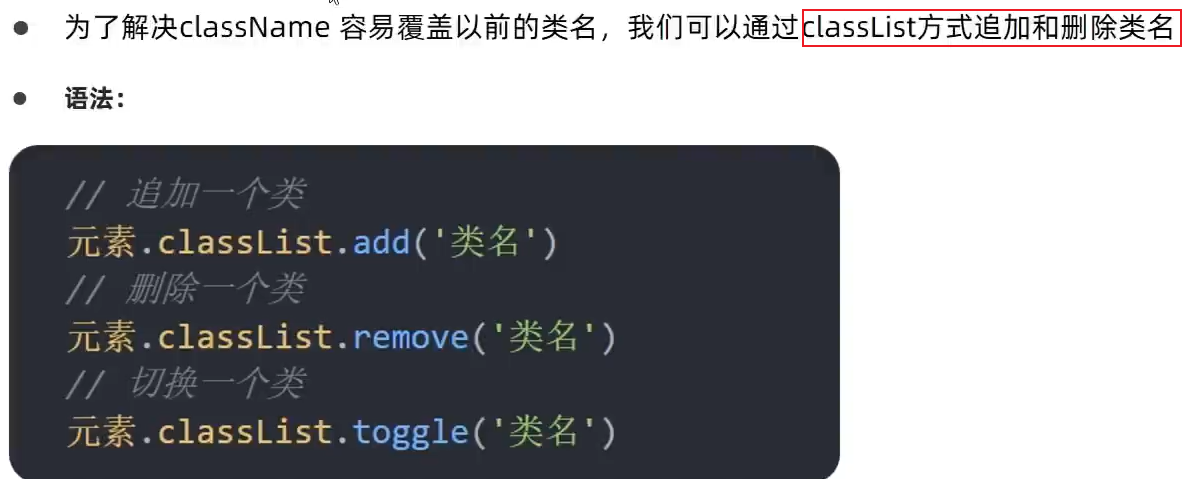 为了解决className 容易覆盖以前的类名，我们可以通过classList方式追加和删除类名
语法：
// 追加一个类
元素.classList.add('类名')
// 删除一个类
元素.classList.remove('类名')
// 切换一个类
元素.classList.toggle('类名')